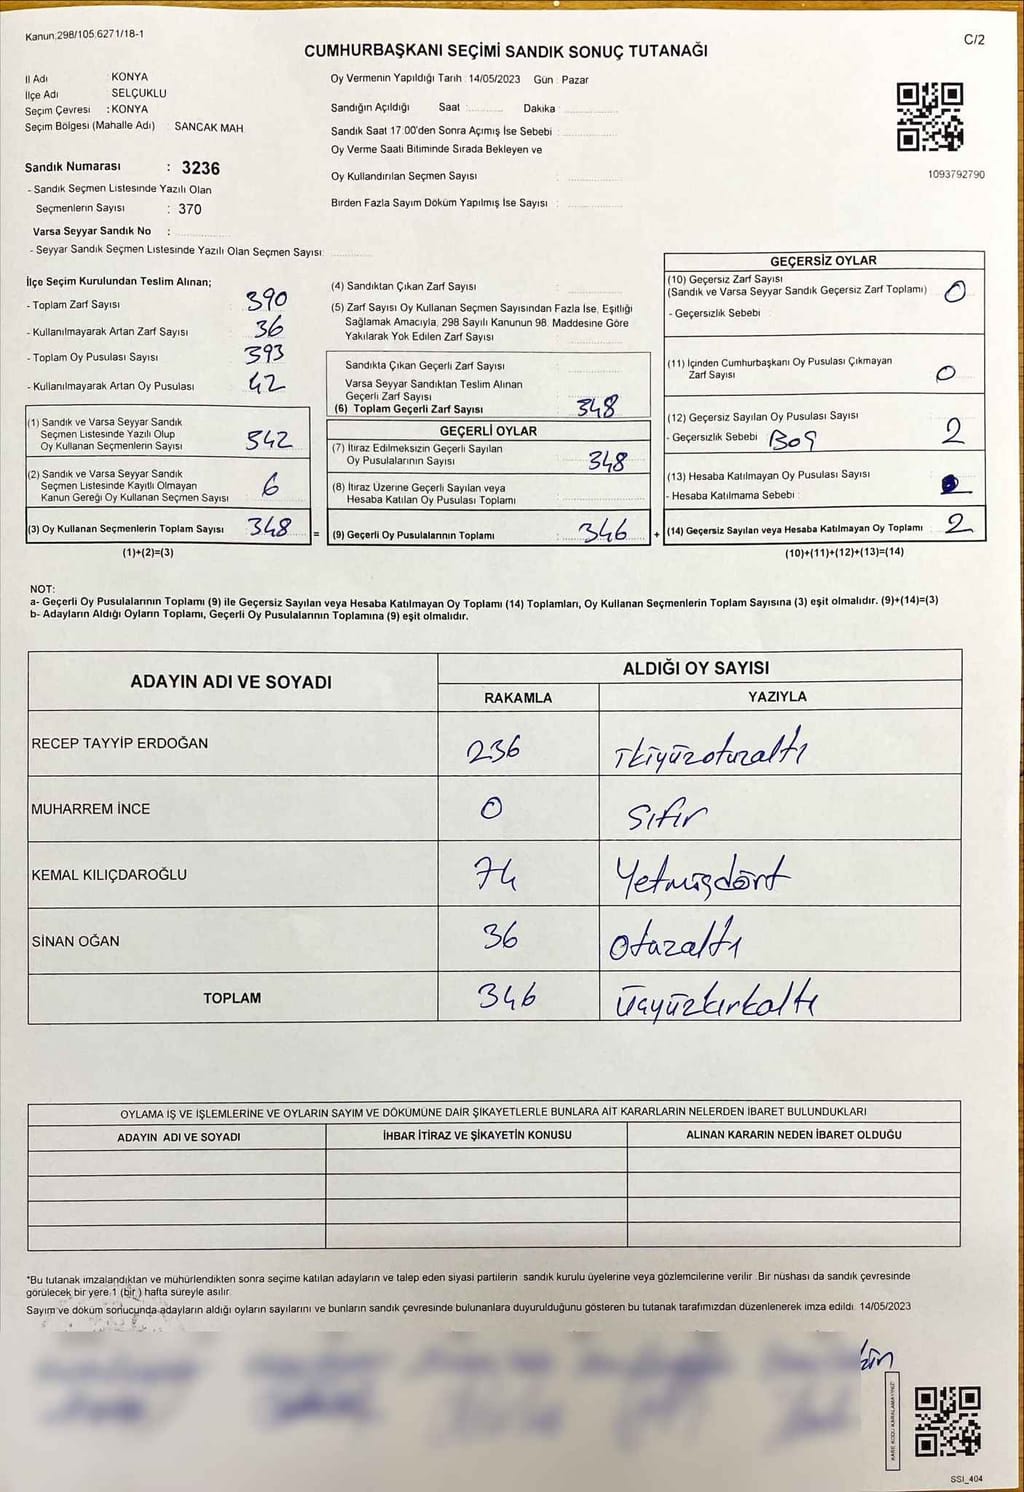 Kanun.298/105,6271/18-1
C/2
CUMHURBAŞKANI SEÇİMİ SANDIK SONUÇ TUTANAĞI
İl Adı : KONYA
İlçe Adı : SELÇUKLU
Seçim Çevresi : KONYA
Seçim Bölgesi (Mahalle Adı) SANCAK MAH
Sandık Numarası : 3236
- Sandık Seçmen Listesinde Yazılı Olan
Seçmenlerin Sayısı : 370
Varsa Seyyar Sandık No :
- Seyyar Sandık Seçmen Listesinde Yazılı Olan Seçmen Sayısı:
Oy Vermenin Yapıldığı Tarih : 14/05/2023 Gün : Pazar
Sandığın Açıldığı Saat : Dakika :
Sandık Saat 17:00'den Sonra Açımış İse Sebebi :
Oy Verme Saati Bitiminde Sırada Bekleyen ve
Oy Kullandırılan Seçmen Sayısı :
Birden Fazla Sayım Döküm Yapılmış İse Sayısı :
1093792790
İlçe Seçim Kurulundan Teslim Alınan;
- Toplam Zarf Sayısı 390
- Kullanılmayarak Artan Zarf Sayısı 36
- Toplam Oy Pusulası Sayısı 393
- Kullanılmayarak Artan Oy Pusulası 42
(1) Sandık ve Varsa Seyyar Sandık
Seçmen Listesinde Yazılı Olup
Oy Kullanan Seçmenlerin Sayısı 342
(2) Sandık ve Varsa Seyyar Sandık
Seçmen Listesinde Kayıtlı Olmayan
Kanun Gereği Oy Kullanan Seçmen Sayısı 6
(3) Oy Kullanan Seçmenlerin Toplam Sayısı 348 =
(1)+(2)=(3)
(4) Sandıktan Çıkan Zarf Sayısı :
(5) Zarf Sayısı Oy Kullanan Seçmen Sayısından Fazla İse, Eşitliği
Sağlamak Amacıyla, 298 Sayılı Kanunun 98. Maddesine Göre
Yakılarak Yok Edilen Zarf Sayısı :
Sandıkta Çıkan Geçerli Zarf Sayısı :
Varsa Seyyar Sandıktan Teslim Alınan
Geçerli Zarf Sayısı
(6) Toplam Geçerli Zarf Sayısı 348
GEÇERLİ OYLAR
(7) İtiraz Edilmeksizin Geçerli Sayılan
Oy Pusulalarının Sayısı : 348
(8) İtiraz Üzerine Geçerli Sayılan veya
Hesaba Katılan Oy Pusulası Toplamı :
(9) Geçerli Oy Pusulalarının Toplamı : 346 +
GEÇERSİZ OYLAR
(10) Geçersiz Zarf Sayısı
(Sandık ve Varsa Seyyar Sandık Geçersiz Zarf Toplamı) : 0
- Geçersizlik Sebebi :
(11) İçinden Cumhurbaşkanı Oy Pusulası Çıkmayan
Zarf Sayısı 0
(12) Geçersiz Sayılan Oy Pusulası Sayısı 2
- Geçersizlik Sebebi : Boş
(13) Hesaba Katılmayan Oy Pusulası Sayısı
- Hesaba Katılmama Sebebi :
(14) Geçersiz Sayılan veya Hesaba Katılmayan Oy Toplamı 2
(10)+(11)+(12)+(13)=(14)
NOT:
a- Geçerli Oy Pusulalarının Toplamı (9) ile Geçersiz Sayılan veya Hesaba Katılmayan Oy Toplamı (14) Toplamları, Oy Kullanan Seçmenlerin Toplam Sayısına (3) eşit olmalıdır. (9)+(14)=(3)
b- Adayların Aldığı Oyların Toplamı, Geçerli Oy Pusulalarının Toplamına (9) eşit olmalıdır.
ADAYIN ADI VE SOYADI ALDIĞI OY SAYISI
RAKAMLA YAZIYLA
RECEP TAYYİP ERDOĞAN 236 ikiyüzotuzaltı
MUHARREM İNCE 0 Sıfır
KEMAL KILIÇDAROĞLU 74 Yetmişdört
SİNAN OĞAN 36 Otuzaltı
TOPLAM 346 Üçyüzkırkaltı
OYLAMA İŞ VE İŞLEMLERİNE VE OYLARIN SAYIM VE DÖKÜMÜNE DAİR ŞİKAYETLERLE BUNLARA AİT KARARLARIN NELERDEN İBARET BULUNDUKLARI
ADAYIN ADI VE SOYADI İHBAR İTİRAZ VE ŞİKAYETİN KONUSU ALINAN KARARIN NEDEN İBARET OLDUĞU
*Bu tutanak imzalandıktan ve mühürlendikten sonra seçime katılan adayların ve talep eden siyasi partilerin sandık kurulu üyelerine veya gözlemcilerine verilir. Bir nüshası da sandık çevresinde
görülecek bir yere 1 (bir ) hafta süreyle asılır.
Sayım ve döküm sonucunda adayların aldığı oyların sayılarını ve bunların sandık çevresinde bulunanlara duyurulduğunu gösteren bu tutanak tarafımızdan düzenlenerek imza edildi. 14/05/2023
KARE KODU KARALAMAYINIZ!
SSI_404